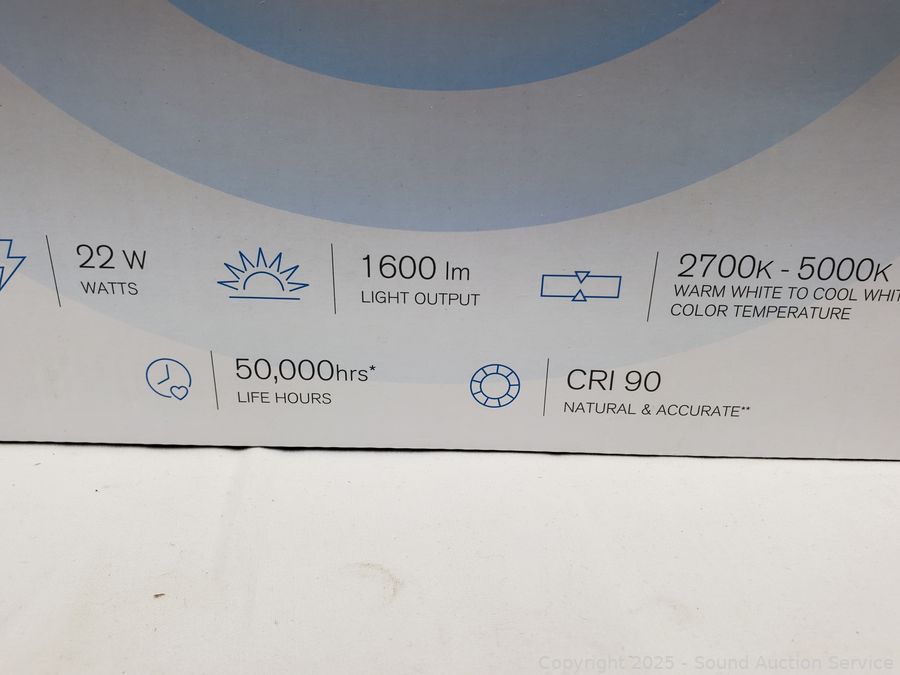 22 W
WATTS
1600 lm
LIGHT OUTPUT
2700K - 5000K
WARM WHITE TO COOL
COLOR TEMPERATURE
50,000hrs*
LIFE HOURS
CRI 90
NATURAL & ACCURATE**
Copyright 2025 - Sound Auction Service